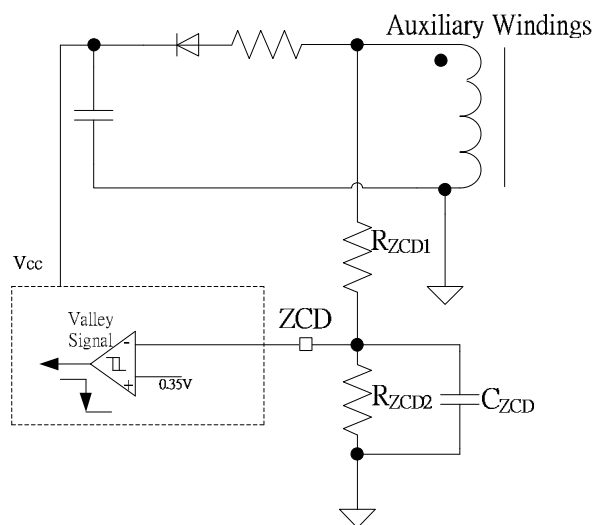 Auxiliary Windings
RZCD1
Vcc
Valley
Signal
ZCD
-
+
0.35V
RZCD2
CZCD